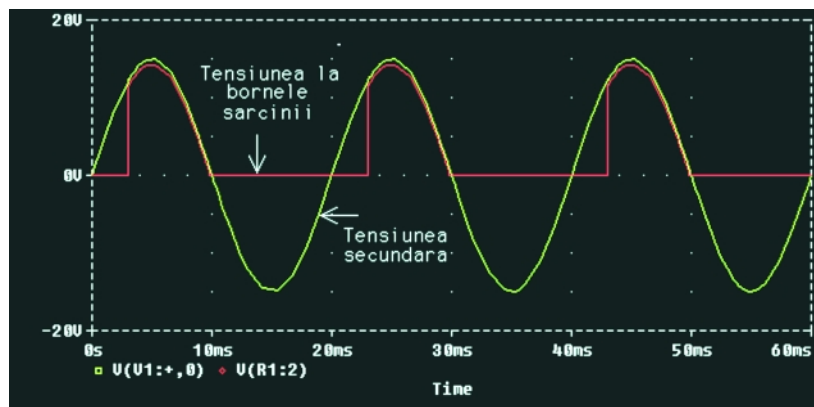 20V
Tensiunea la
bornele
sarcinii
0V
Tensiunea
secundara
-20V
0s 10ms 20ms 30ms 40ms 50ms 60ms
V(V1:+,0) V(R1:2)
Time